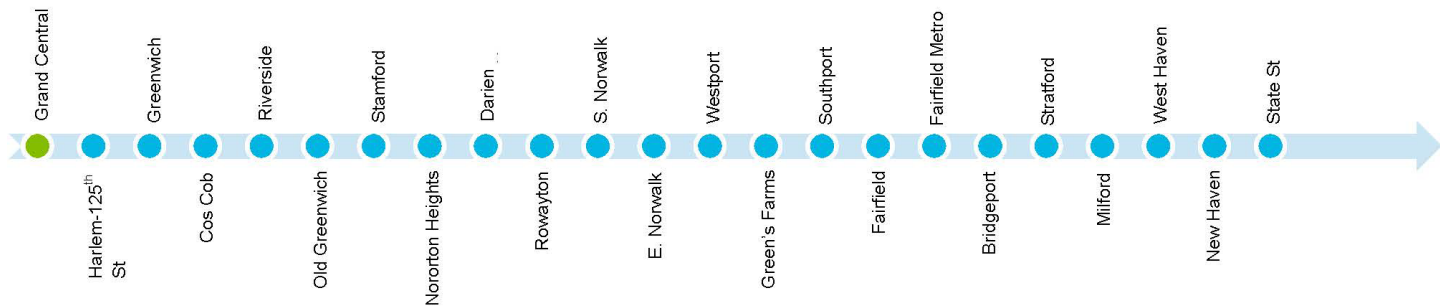 Grand Central
Harlem-125th
St
Greenwich
Cos Cob
Riverside
Old Greenwich
Stamford
Nororton Heights
Darien ..
Rowayton
S. Norwalk
E. Norwalk
Westport
Green's Farms
Southport
Fairfield
Fairfield Metro
Bridgeport
Stratford
Milford
West Haven
New Haven
State St